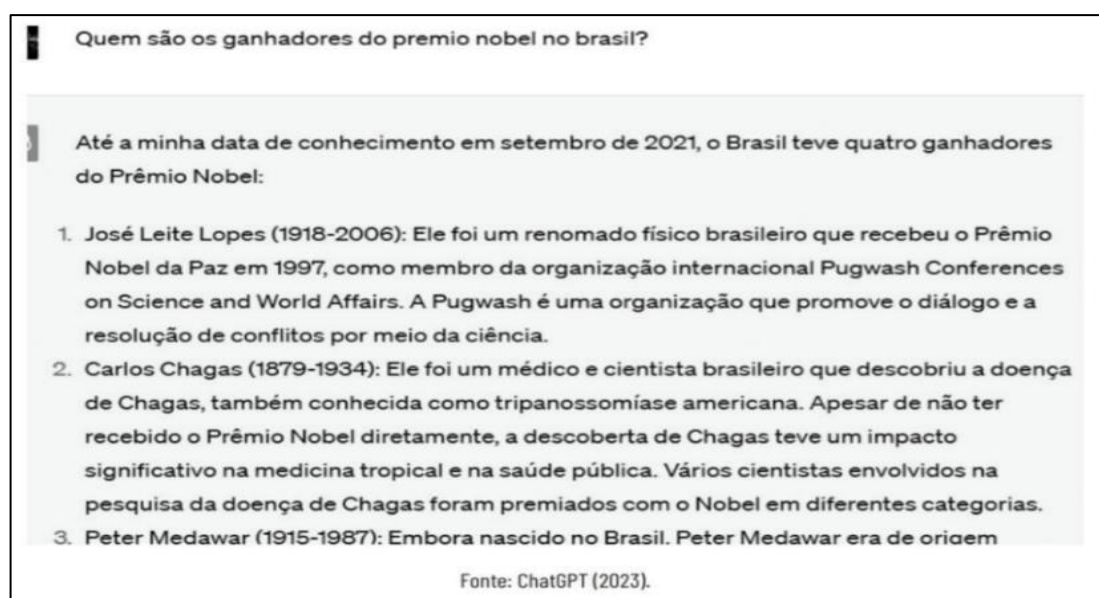 Quem são os ganhadores do premio nobel no brasil?
Até a minha data de conhecimento em setembro de 2021, o Brasil teve quatro ganhadores
do Prêmio Nobel:
1. José Leite Lopes (1918-2006): Ele foi um renomado físico brasileiro que recebeu o Prêmio
Nobel da Paz em 1997, como membro da organização internacional Pugwash Conferences
on Science and World Affairs. A Pugwash é uma organização que promove o diálogo e a
resolução de conflitos por meio da ciência.
2. Carlos Chagas (1879-1934): Ele foi um médico e cientista brasileiro que descobriu a doença
de Chagas, também conhecida como tripanossomíase americana. Apesar de não ter
recebido o Prêmio Nobel diretamente, a descoberta de Chagas teve um impacto
significativo na medicina tropical e na saúde pública. Vários cientistas envolvidos na
pesquisa da doença de Chagas foram premiados com o Nobel em diferentes categorias.
3. Peter Medawar (1915-1987): Embora nascido no Brasil, Peter Medawar era de origem
Fonte: ChatGPT (2023).